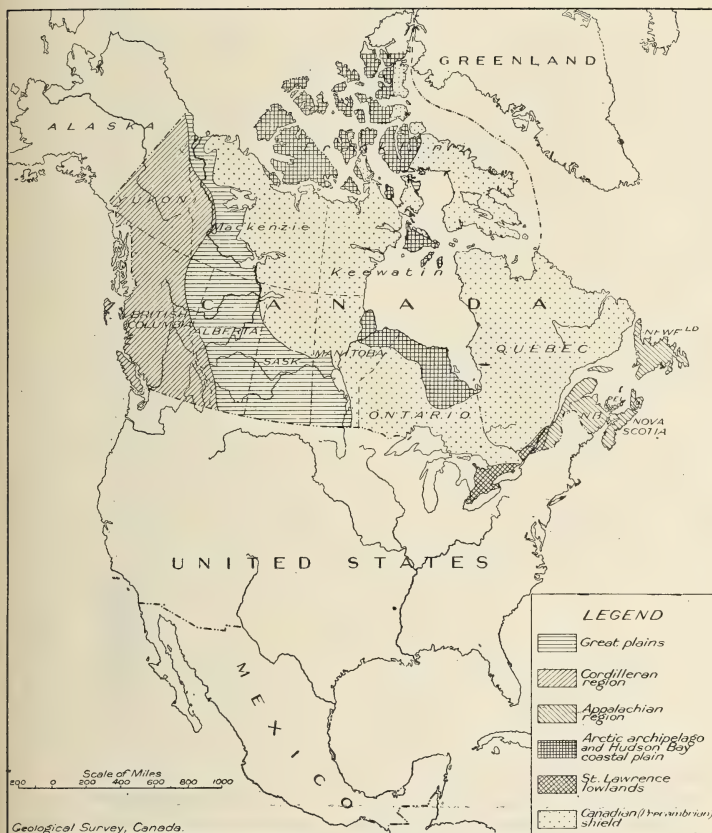 GREENLAND
ALASKA
YUKON
Mackenzie
Keewatin
CANADA
BRITISH
COLUMBIA
ALBERTA
SASK
MANITOBA
ONTARIO
QUEBEC
NEWF LD
P.E.I.
N.B.
NOVA
SCOTIA
UNITED STATES
MEXICO
LEGEND
Great plains
Cordilleran
region
Appalachian
region
Arctic archipelago
and Hudson Bay
coastal plain
St. Lawrence
lowlands
Canadian (Precambrian)
shield
Scale of Miles
200 0 200 400 600 800 1000
Geological Survey, Canada.